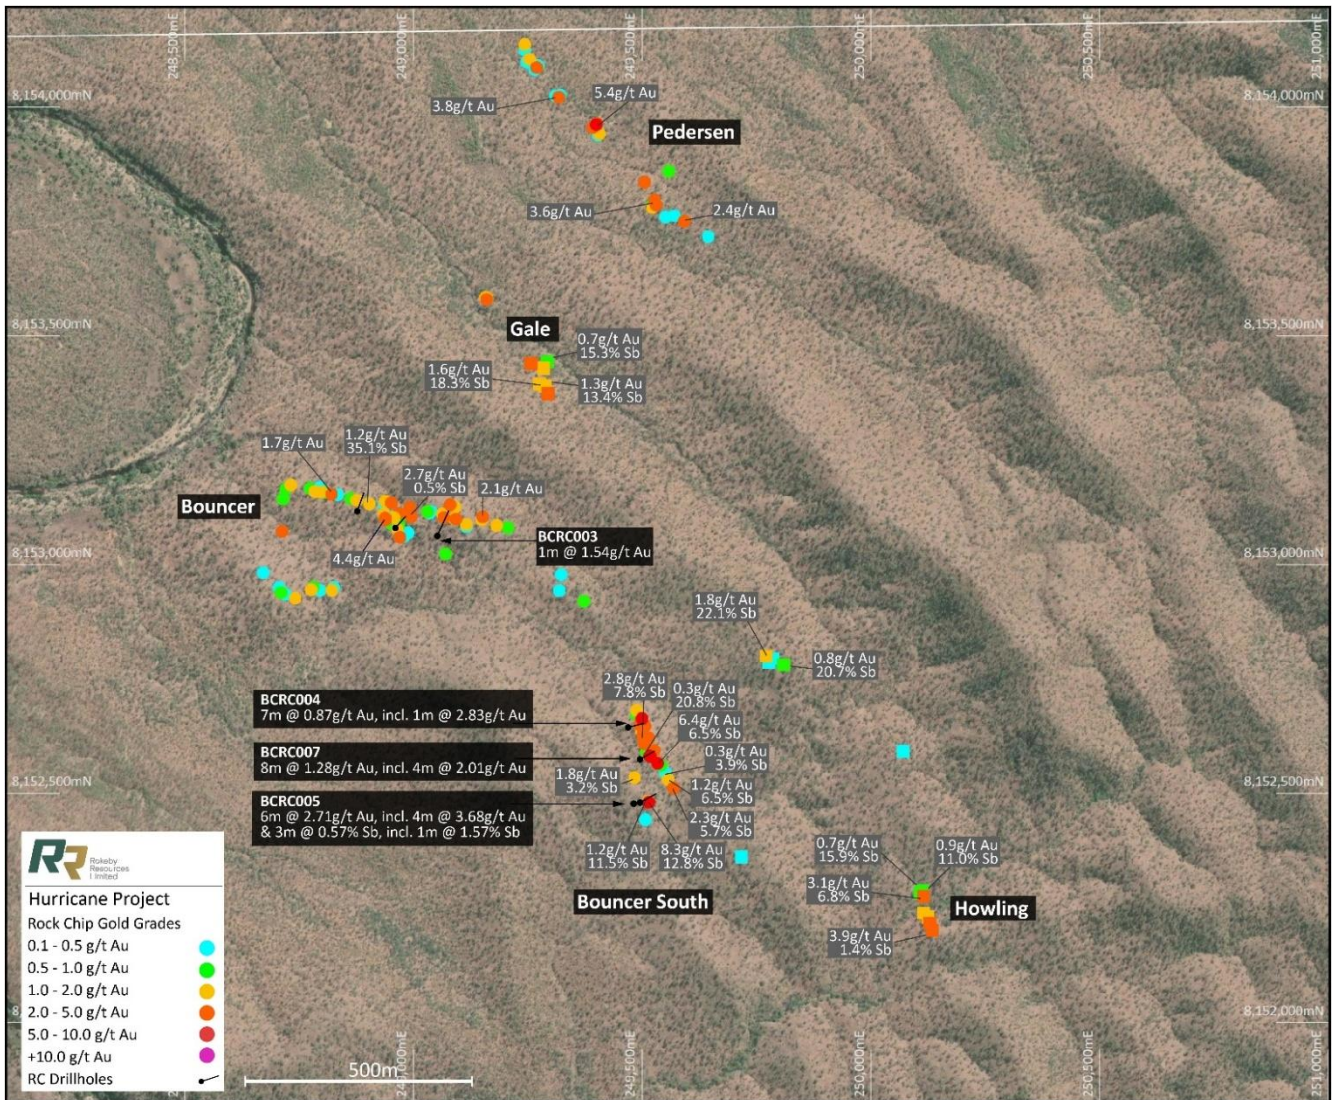 248,500mE
249,000mE
249,500mE
250,000mE
250,500mE
251,000mE
8,154,000mN
8,154,000mN
3.8g/t Au
5.4g/t Au
Pedersen
3.6g/t Au
2.4g/t Au
8,153,500mN
8,153,500mN
Gale
0.7g/t Au
15.3% Sb
1.6g/t Au
18.3% Sb
1.3g/t Au
13.4% Sb
1.7g/t Au
1.2g/t Au
35.1% Sb
2.7g/t Au
0.5% Sb
2.1g/t Au
Bouncer
4.4g/t Au
BCRC003
1m @ 1.54g/t Au
8,153,000mN
8,153,000mN
1.8g/t Au
22.1% Sb
0.8g/t Au
20.7% Sb
2.8g/t Au
7.8% Sb
0.3g/t Au
20.8% Sb
BCRC004
7m @ 0.87g/t Au, incl. 1m @ 2.83g/t Au
6.4g/t Au
6.5% Sb
BCRC007
8m @ 1.28g/t Au, incl. 4m @ 2.01g/t Au
0.3g/t Au
3.9% Sb
1.8g/t Au
3.2% Sb
1.2g/t Au
6.5% Sb
8,152,500mN
8,152,500mN
BCRC005
6m @ 2.71g/t Au, incl. 4m @ 3.68g/t Au
& 3m @ 0.57% Sb, incl. 1m @ 1.57% Sb
2.3g/t Au
5.7% Sb
1.2g/t Au
11.5% Sb
8.3g/t Au
12.8% Sb
Bouncer South
0.7g/t Au
15.9% Sb
0.9g/t Au
11.0% Sb
3.1g/t Au
6.8% Sb
Howling
3.9g/t Au
1.4% Sb
RR
Rokeby
Resources
Limited
Hurricane Project
Rock Chip Gold Grades
0.1 - 0.5 g/t Au
0.5 - 1.0 g/t Au
1.0 - 2.0 g/t Au
2.0 - 5.0 g/t Au
5.0 - 10.0 g/t Au
+10.0 g/t Au
RC Drillholes
8,152,000mN
500m
249,000mE
249,500mE
250,000mE
250,500mE
251,000mE